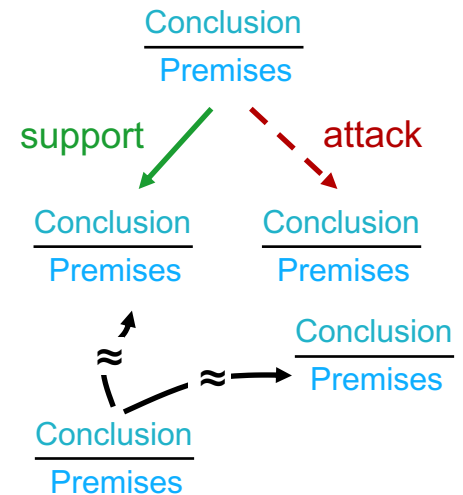 Conclusion
Premises
support
attack
Conclusion
Premises
Conclusion
Premises
≈
≈
Conclusion
Premises
Conclusion
Premises